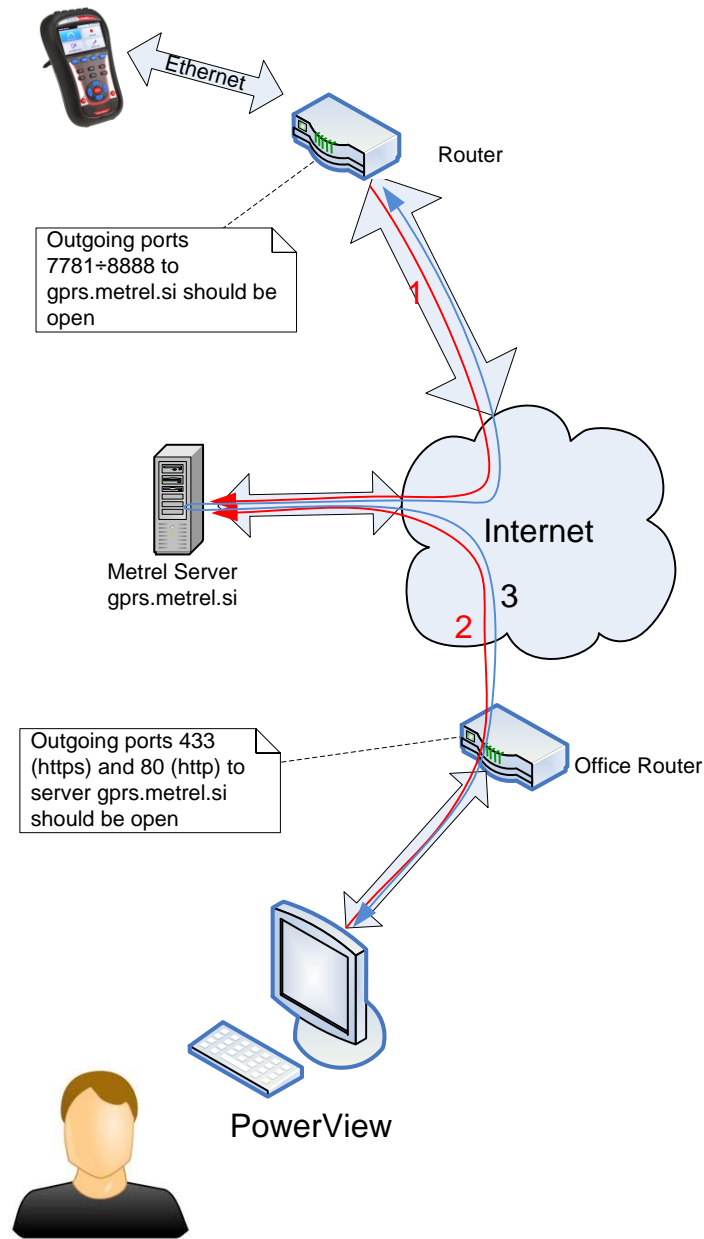 Ethernet
Router
Outgoing ports
7781÷8888 to
gprs.metrel.si should be
open
1
Internet
Metrel Server
gprs.metrel.si
3
2
Outgoing ports 433
(https) and 80 (http) to
server gprs.metrel.si
should be open
Office Router
PowerView